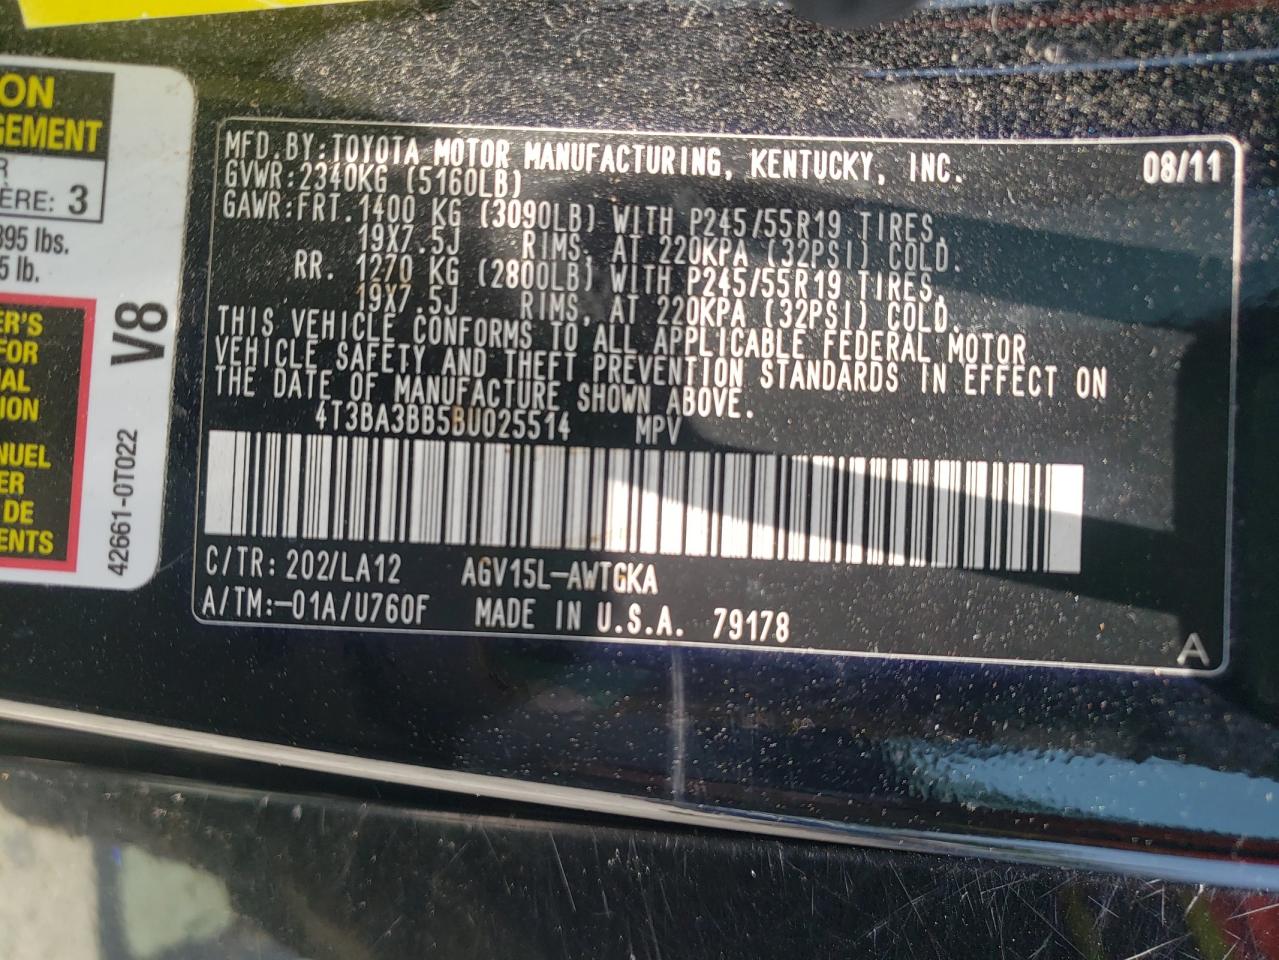 ON
GEMENT
R
ÈRE: 3
395 lbs.
5 lb.
ER'S
FOR
NAL
TION
NUEL
ER
DE
ENTS
V8
42661-0T022
MFD.BY:TOYOTA MOTOR MANUFACTURING, KENTUCKY, INC. 08/11
GVWR:2340KG (5160LB)
GAWR:FRT.1400 KG (3090LB) WITH P245/55R19 TIRES,
19X7.5J RIMS, AT 220KPA (32PSI) COLD.
RR. 1270 KG (2800LB) WITH P245/55R19 TIRES,
19X7.5J RIMS, AT 220KPA (32PSI) COLD.
THIS VEHICLE CONFORMS TO ALL APPLICABLE FEDERAL MOTOR
VEHICLE SAFETY AND THEFT PREVENTION STANDARDS IN EFFECT ON
THE DATE OF MANUFACTURE SHOWN ABOVE.
4T3BA3BB5BU025514 MPV
C/TR:202/LA12 AGV15L-AWTGKA
A/TM:-01A/U760F MADE IN U.S.A. 79178
A